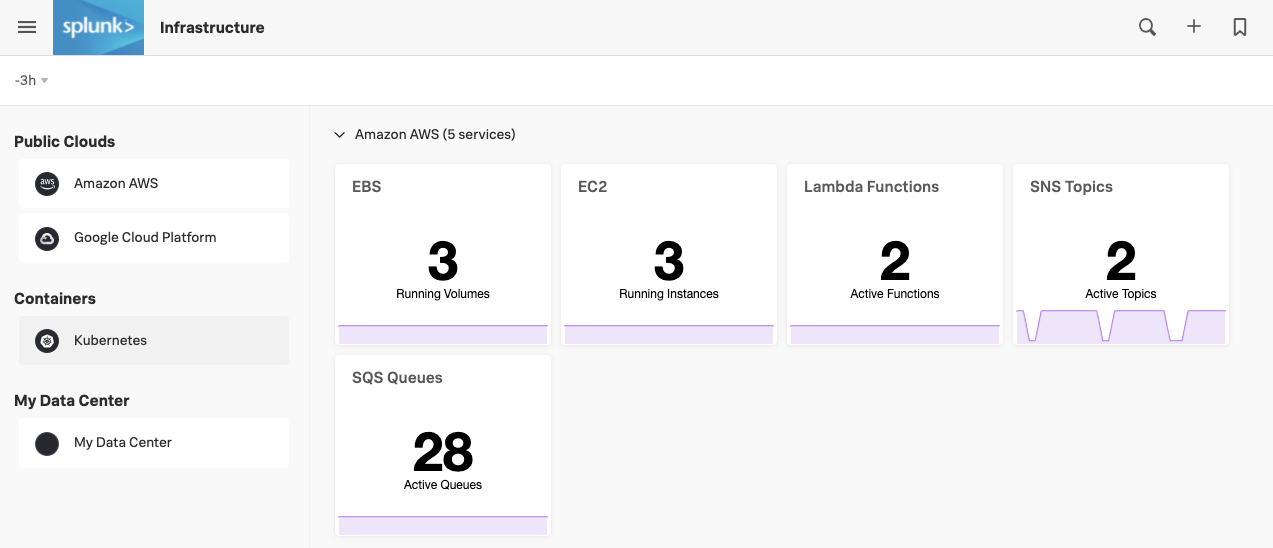 splunk> Infrastructure
-3h
Public Clouds
aws Amazon AWS
Google Cloud Platform
Containers
Kubernetes
My Data Center
My Data Center
Amazon AWS (5 services)
EBS
3
Running Volumes
EC2
3
Running Instances
Lambda Functions
2
Active Functions
SNS Topics
2
Active Topics
SQS Queues
28
Active Queues